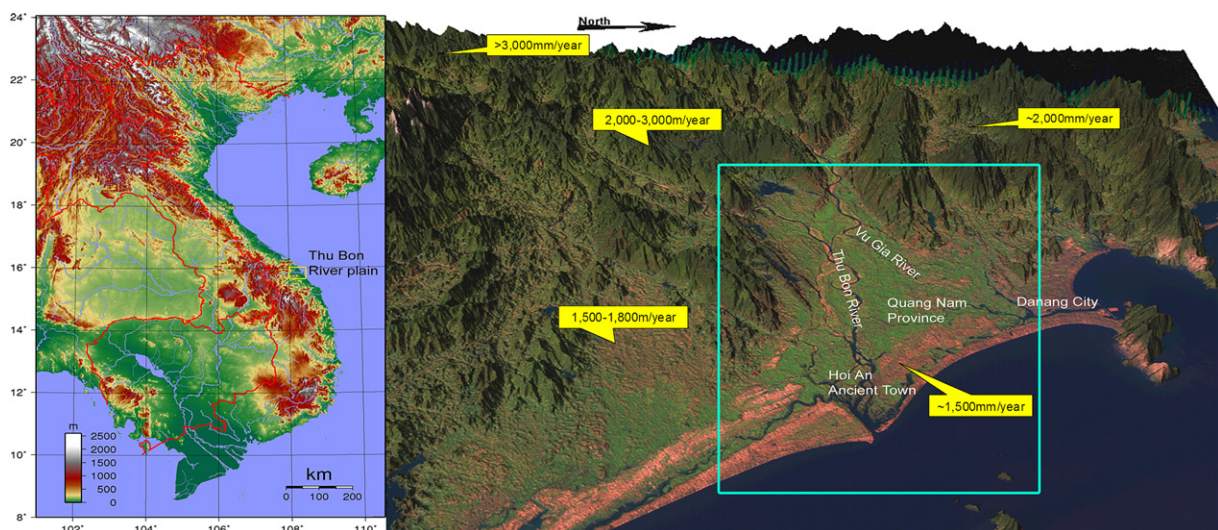 24˚
22˚
20˚
18˚
16˚
14˚
12˚
10˚
8˚
102˚
104˚
106˚
108˚
110˚
Thu Bon
River plain
m
2500
2000
1500
1000
500
0
km
0
100
200
North
>3,000mm/year
2,000-3,000m/year
~2,000mm/year
1,500-1,800m/year
Vu Gia River
Thu Bon River
Quang Nam
Province
Danang City
Hoi An
Ancient Town
~1,500mm/year